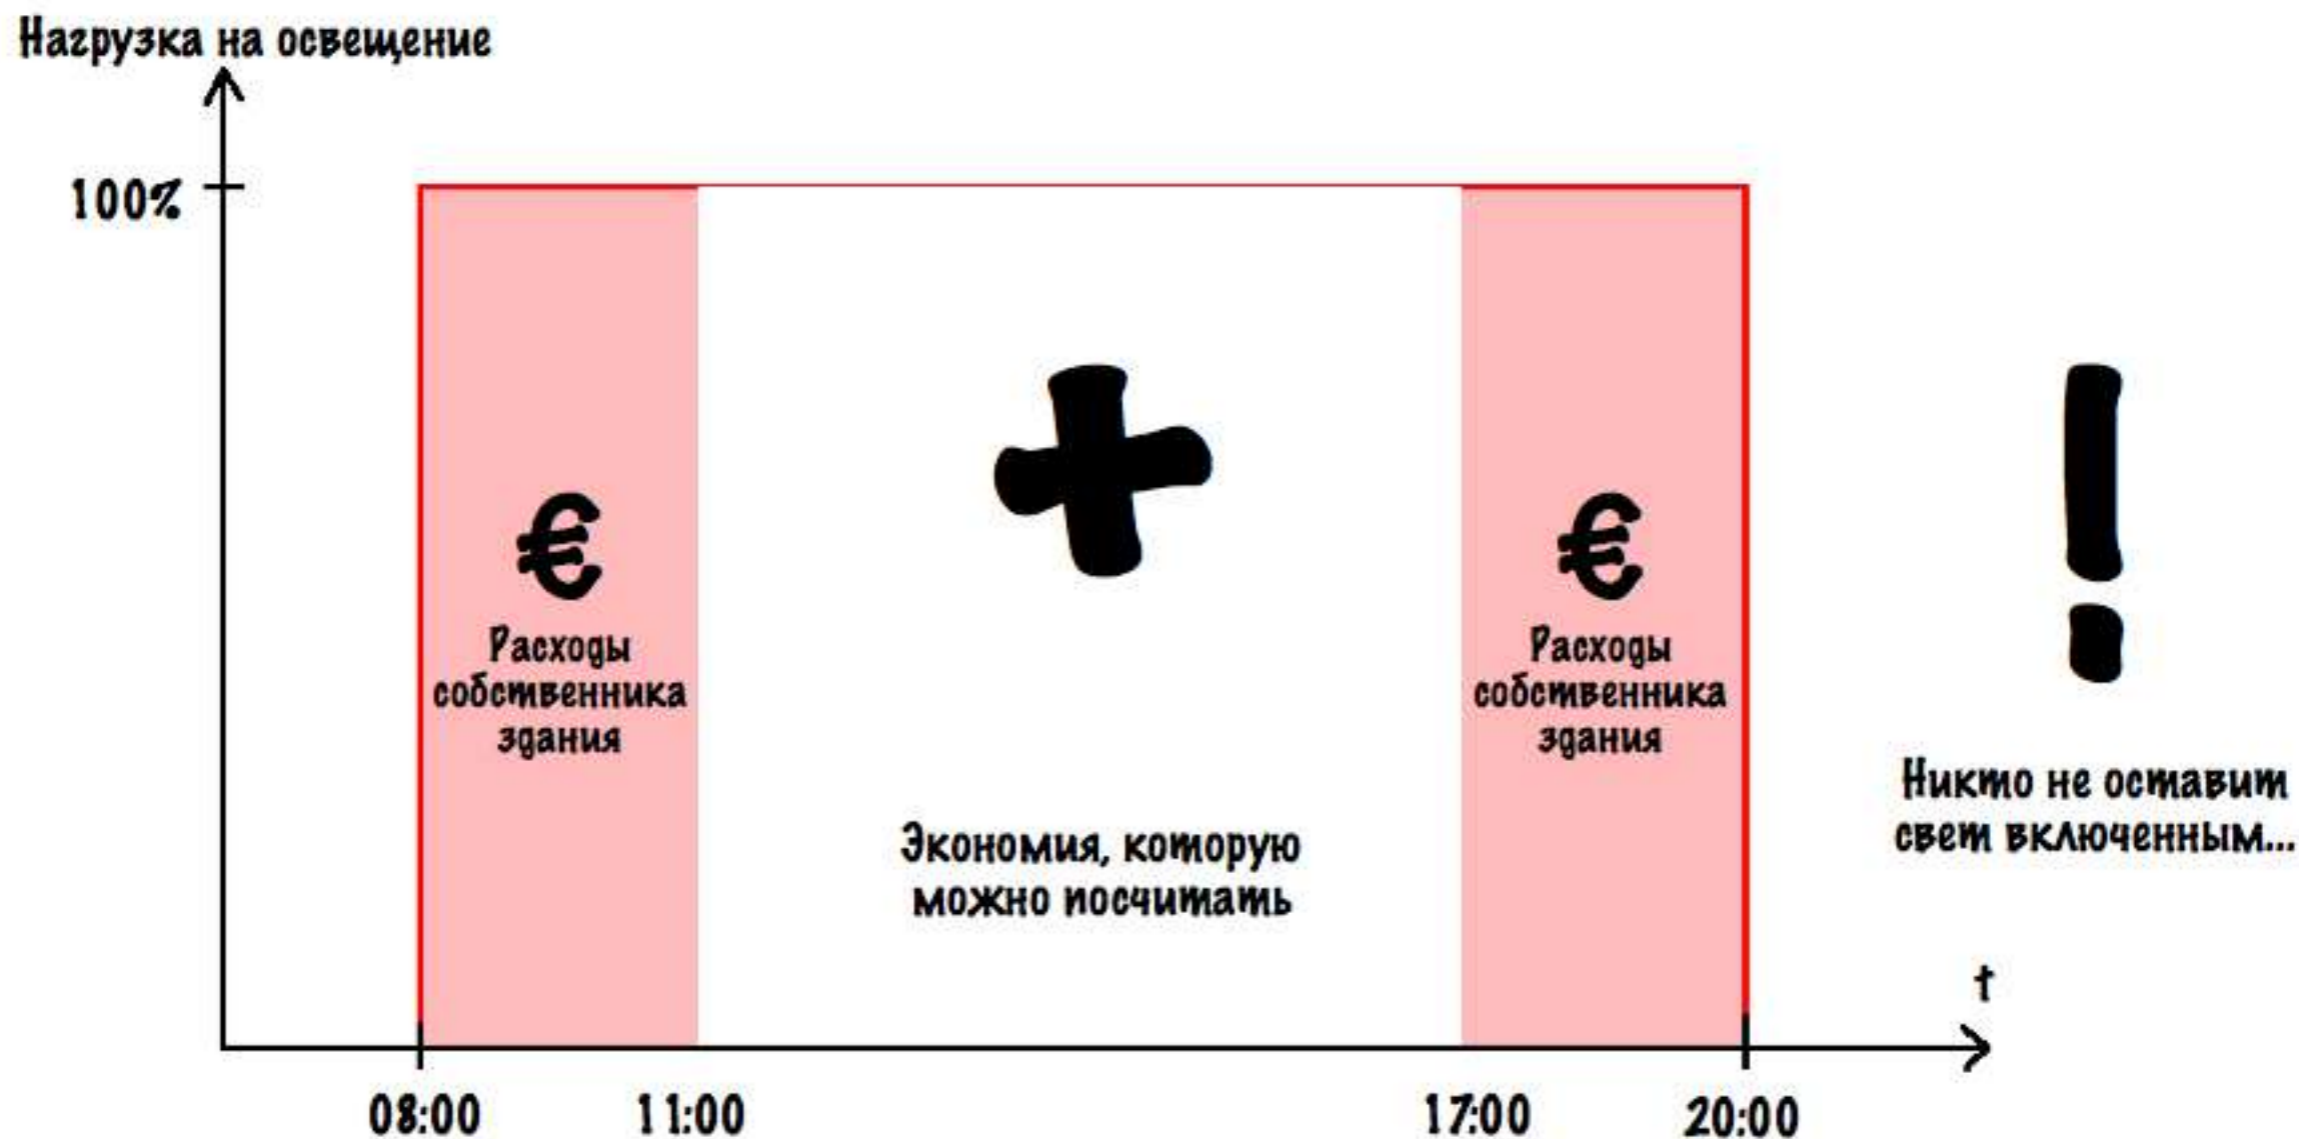 Нагрузка на освещение
100%
€
Расходы
собственника
здания
+
Экономия, которую
можно посчитать
€
Расходы
собственника
здания
!
Никто не оставит
свет включенным...
t
08:00
11:00
17:00
20:00